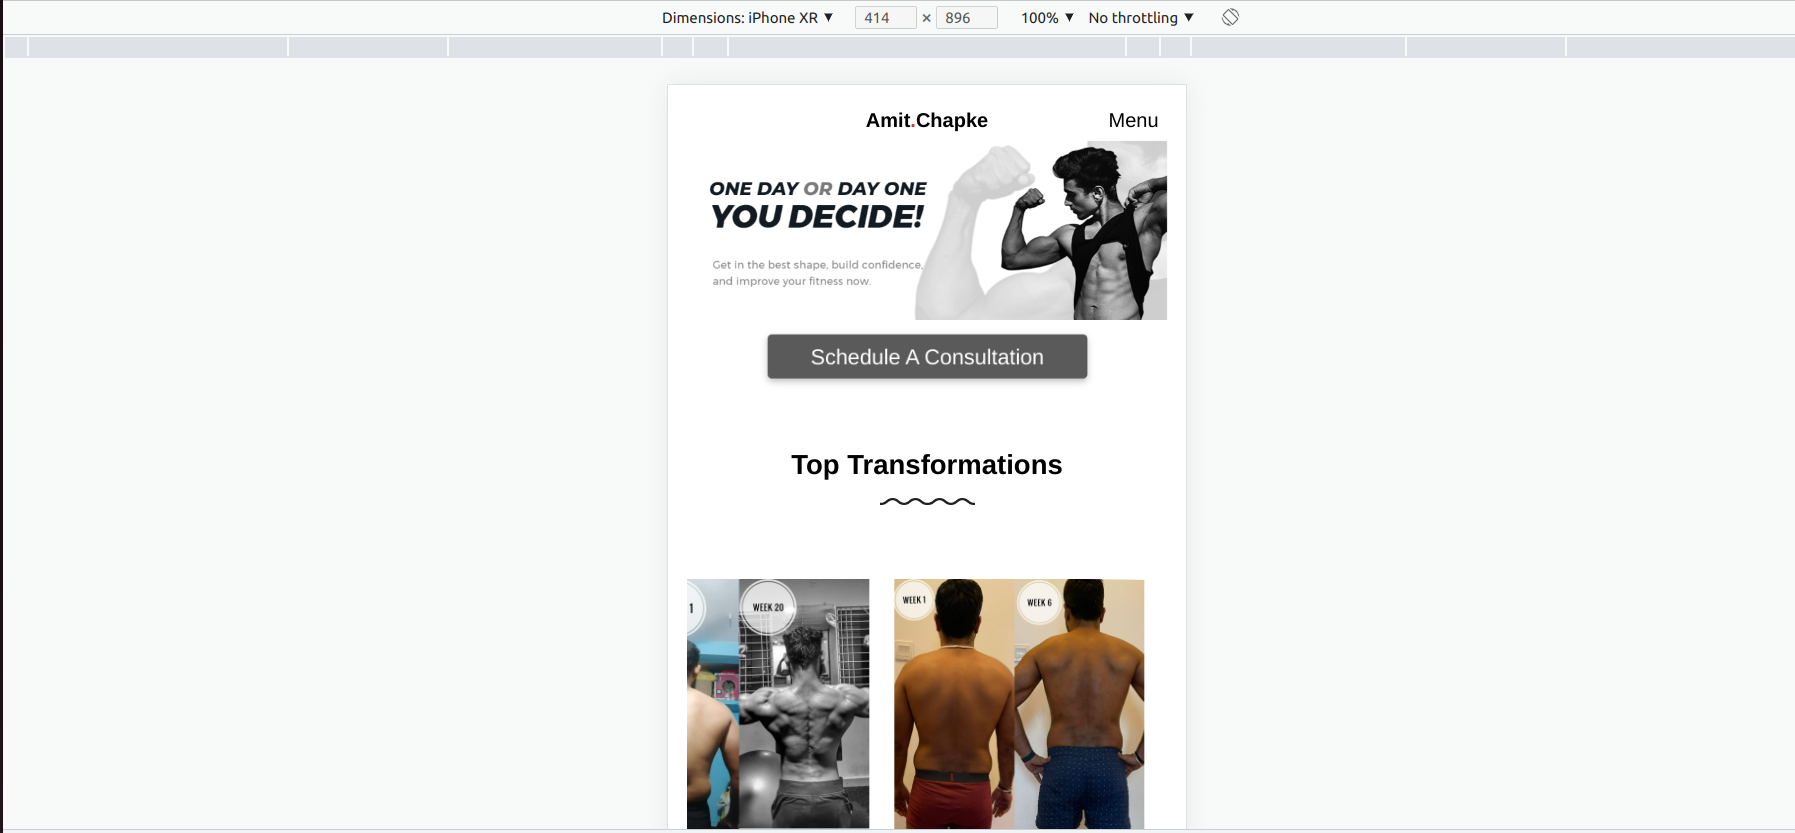 Dimensions: iPhone XR ▼ 414 × 896 100% ▼ No throttling ▼
Amit.Chapke Menu
ONE DAY OR DAY ONE
YOU DECIDE!
Get in the best shape, build confidence,
and improve your fitness now.
Schedule A Consultation
Top Transformations
1 WEEK 20 WEEK 1 WEEK 6